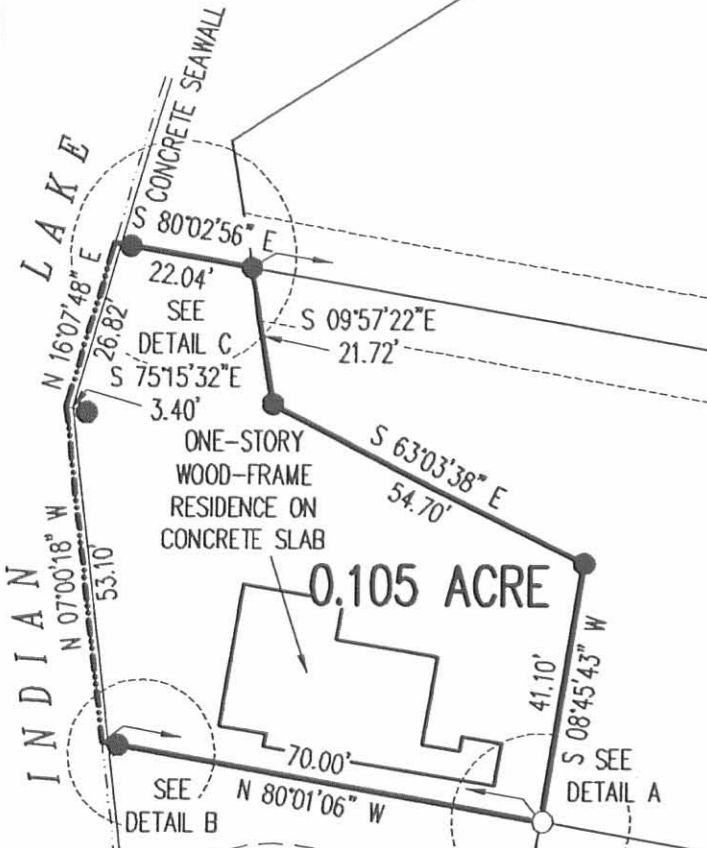 CONCRETE SEAWALL
LAKE
S 80°02'56" E
22.04'
SEE
DETAIL C
N 16°07'48" E
26.82'
S 09°57'22"E
21.72'
S 75°15'32"E
3.40'
ONE-STORY
WOOD-FRAME
RESIDENCE ON
CONCRETE SLAB
S 63°03'38" E
54.70'
0.105 ACRE
INDIAN
N 07°00'18" W
53.10'
41.10'
S 08°45'43" W
70.00'
N 80°01'06" W
SEE
DETAIL A
SEE
DETAIL B